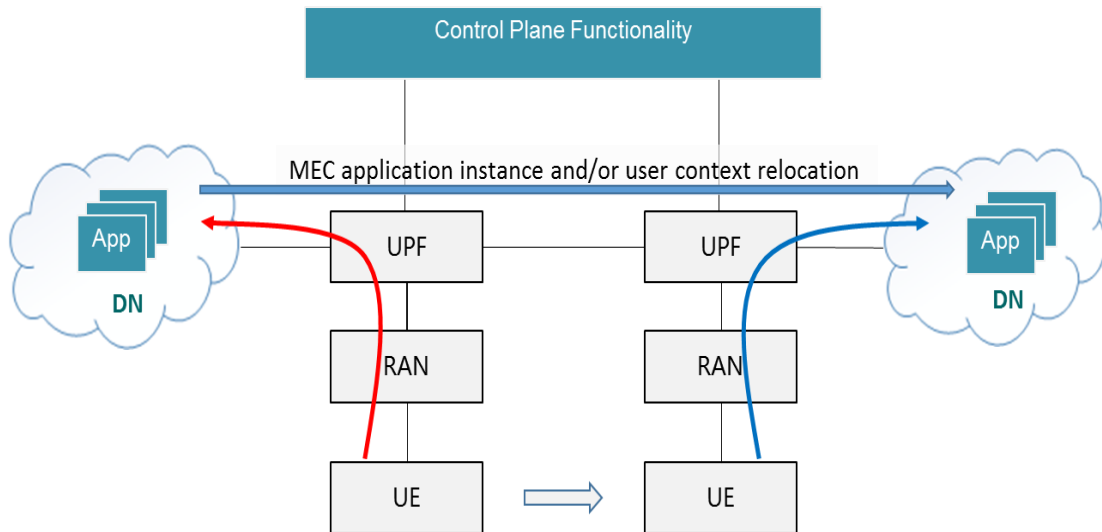 Control Plane Functionality
MEC application instance and/or user context relocation
App
DN
UPF
UPF
App
DN
RAN
RAN
UE
UE